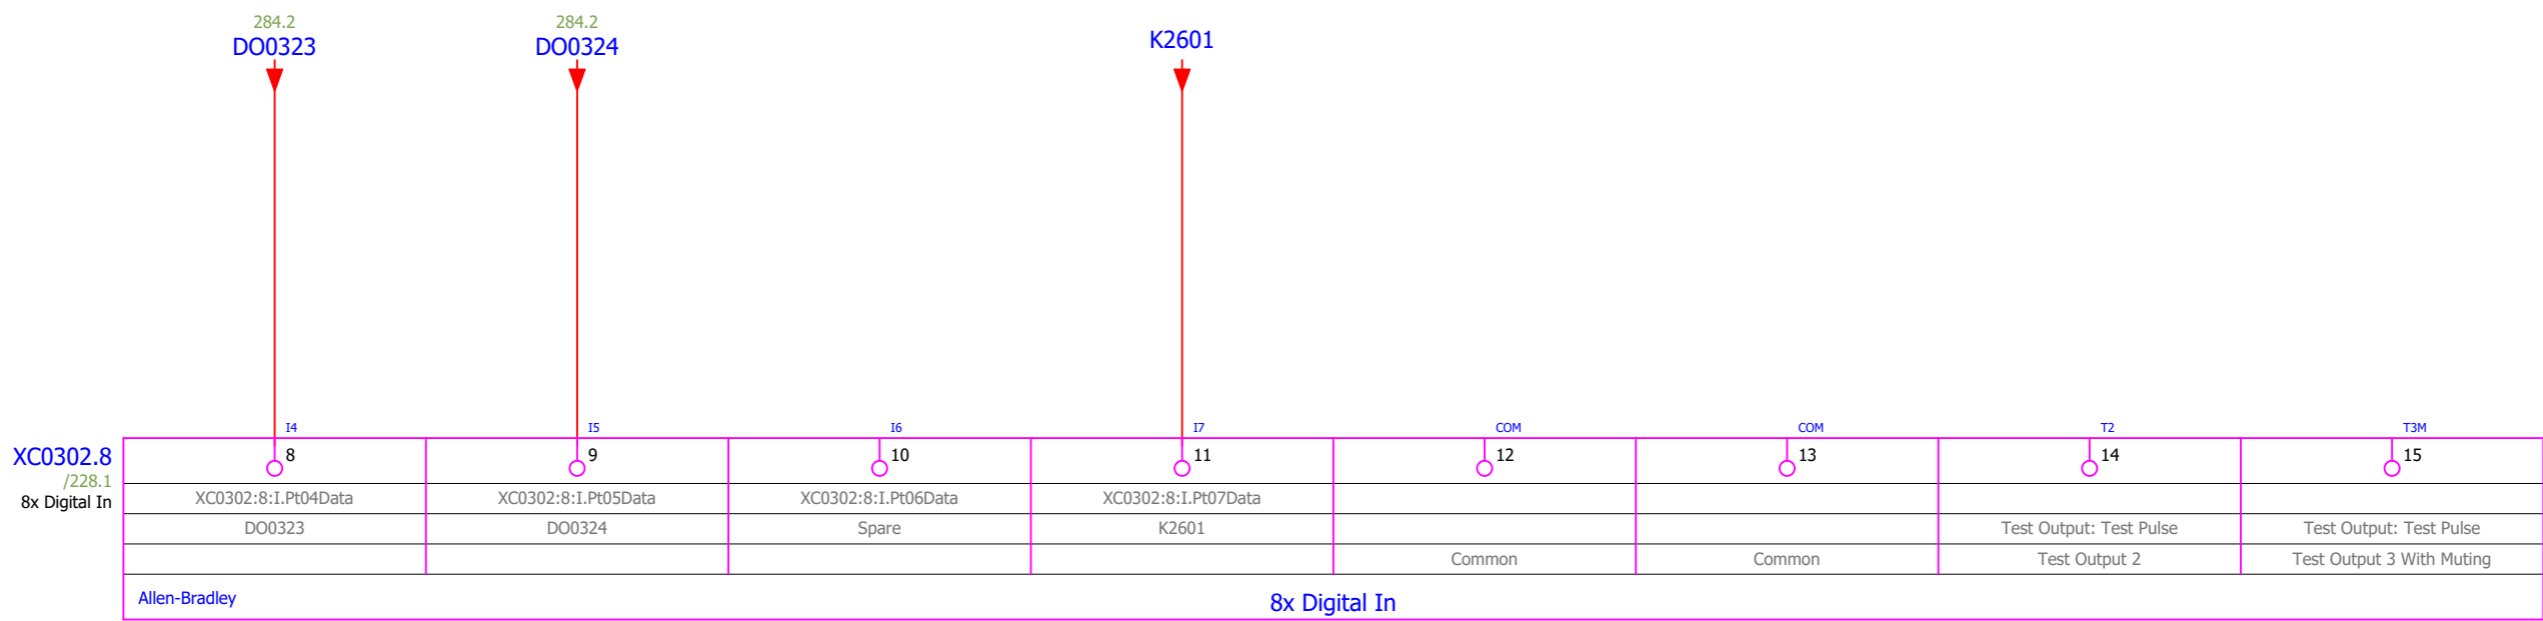 284.2 284.2
DO0323 DO0324 K2601
I4 I5 I6 I7 COM COM T2 T3M
XC0302.8 8 9 10 11 12 13 14 15
/228.1
8x Digital In XC0302:8:I.Pt04Data XC0302:8:I.Pt05Data XC0302:8:I.Pt06Data XC0302:8:I.Pt07Data
DO0323 DO0324 Spare K2601 Test Output: Test Pulse Test Output: Test Pulse
Common Common Test Output 2 Test Output 3 With Muting
Allen-Bradley 8x Digital In